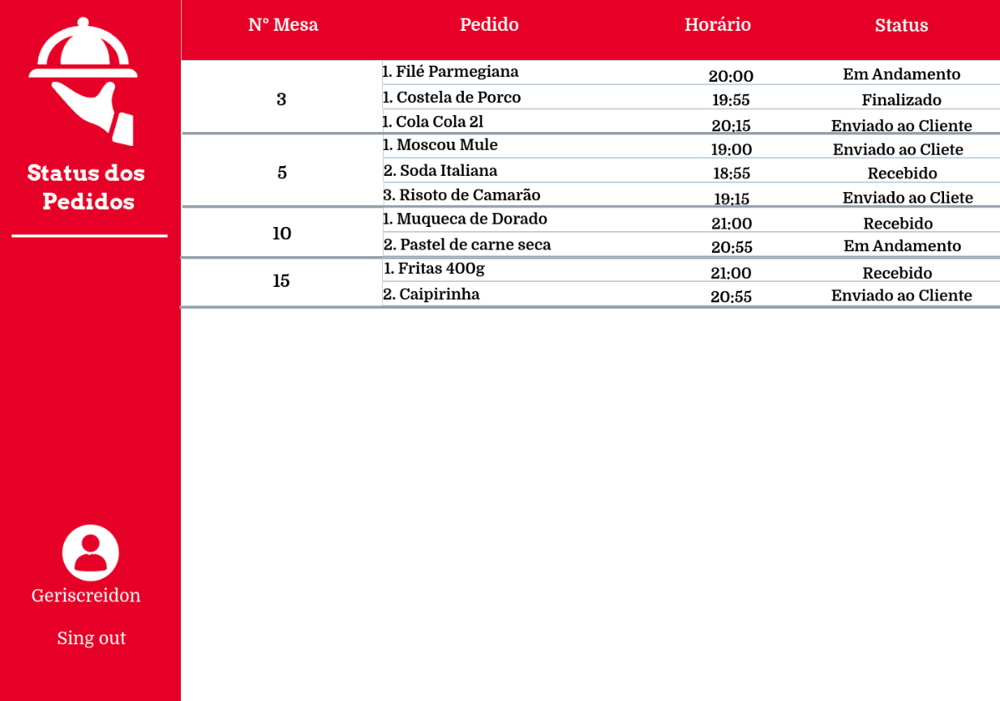 Status dos
Pedidos
Geriscreidon
Sing out
Nº Mesa Pedido Horário Status
3
1. Filé Parmegiana 20:00 Em Andamento
1. Costela de Porco 19:55 Finalizado
1. Cola Cola 2l 20:15 Enviado ao Cliente
5
1. Moscou Mule 19:00 Enviado ao Cliete
2. Soda Italiana 18:55 Recebido
3. Risoto de Camarão 19:15 Enviado ao Cliete
10
1. Muqueca de Dorado 21:00 Recebido
2. Pastel de carne seca 20:55 Em Andamento
15
1. Fritas 400g 21:00 Recebido
2. Caipirinha 20:55 Enviado ao Cliente